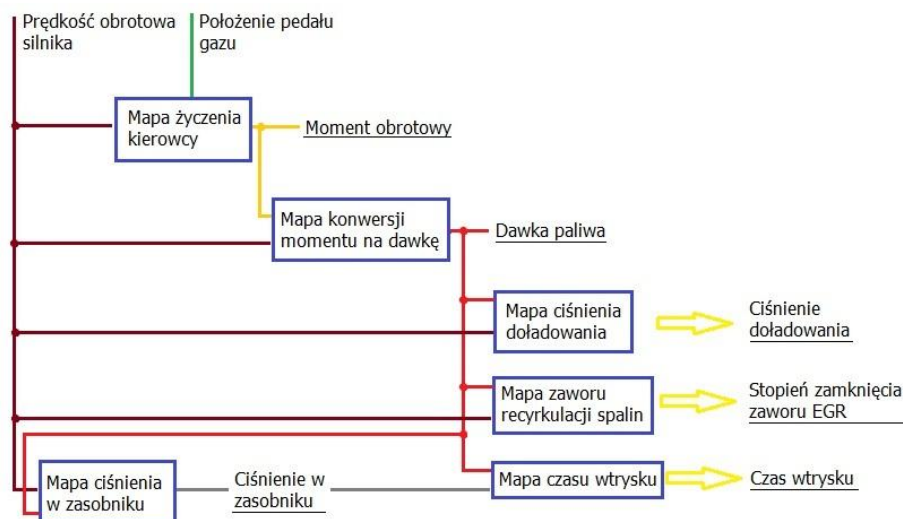 Prędkość obrotowa
silnika
Położenie pedału
gazu
Mapa życzenia
kierowcy
Moment obrotowy
Mapa konwersji
momentu na dawkę
Dawka paliwa
Mapa ciśnienia
doładowania
Ciśnienie
doładowania
Mapa zaworu
recyrkulacji spalin
Stopień zamknięcia
zaworu EGR
Mapa ciśnienia
w zasobniku
Ciśnienie w
zasobniku
Mapa czasu wtrysku
Czas wtrysku